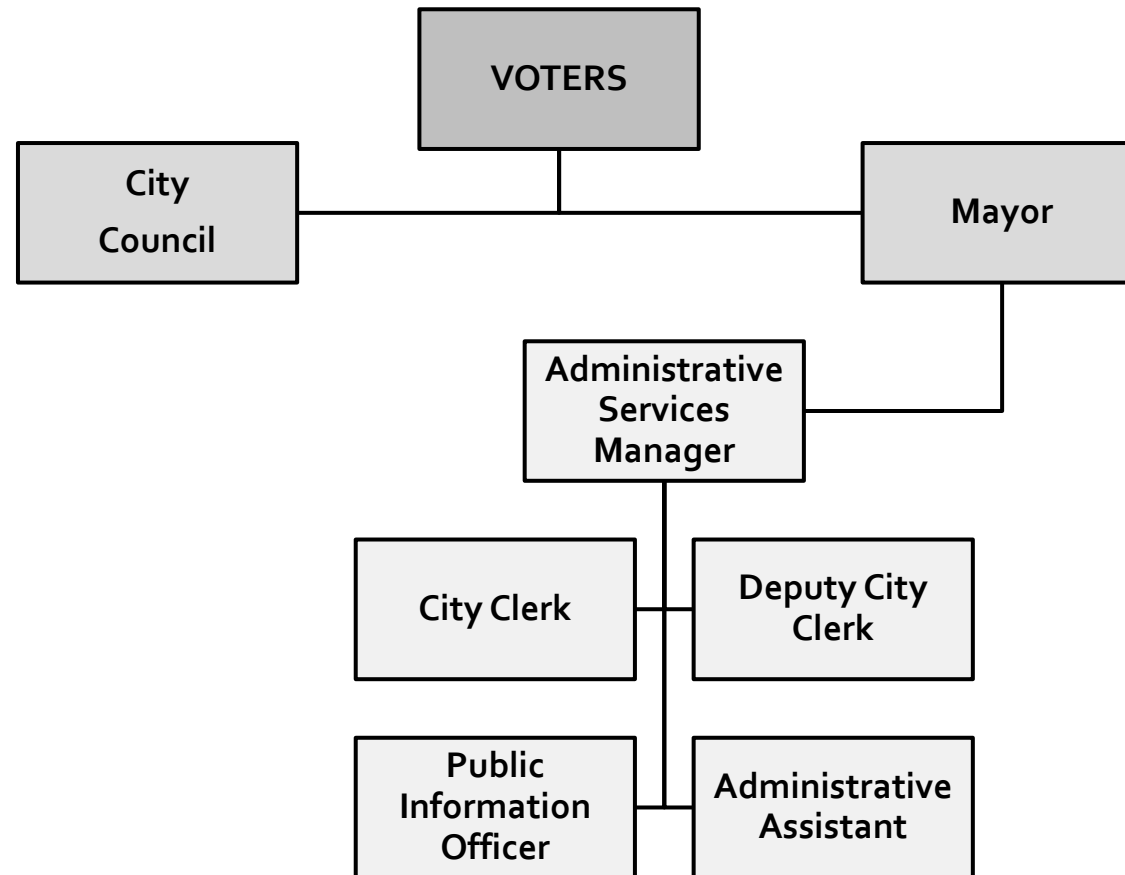 VOTERS
City
Council
Mayor
Administrative
Services
Manager
City Clerk
Deputy City
Clerk
Public
Information
Officer
Administrative
Assistant